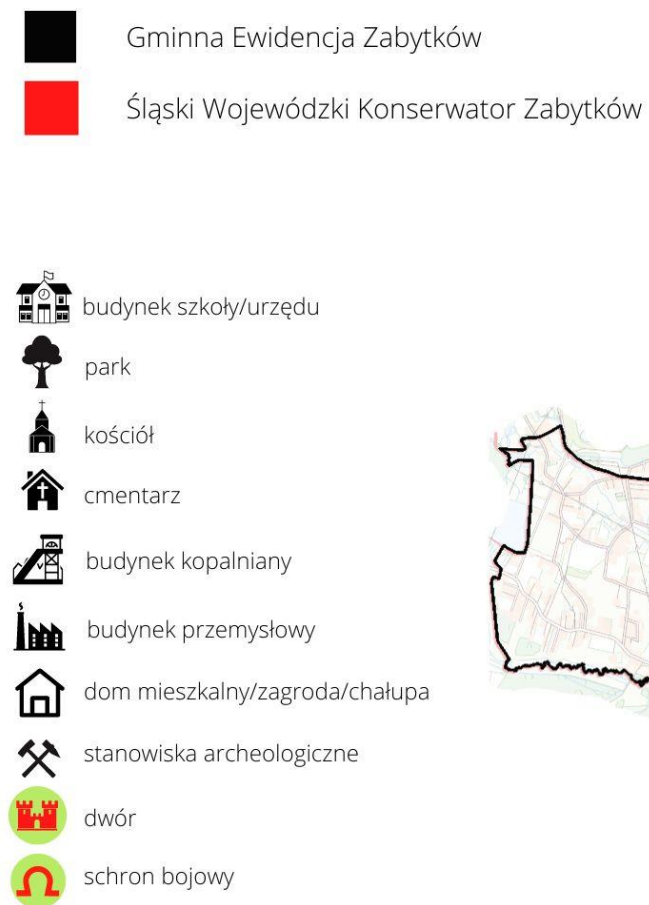 Gminna Ewidencja Zabytków
Śląski Wojewódzki Konserwator Zabytków
budynek szkoły/urzędu
park
kościół
cmentarz
budynek kopalniany
budynek przemysłowy
dom mieszkalny/zagroda/chałupa
stanowiska archeologiczne
dwór
schron bojowy